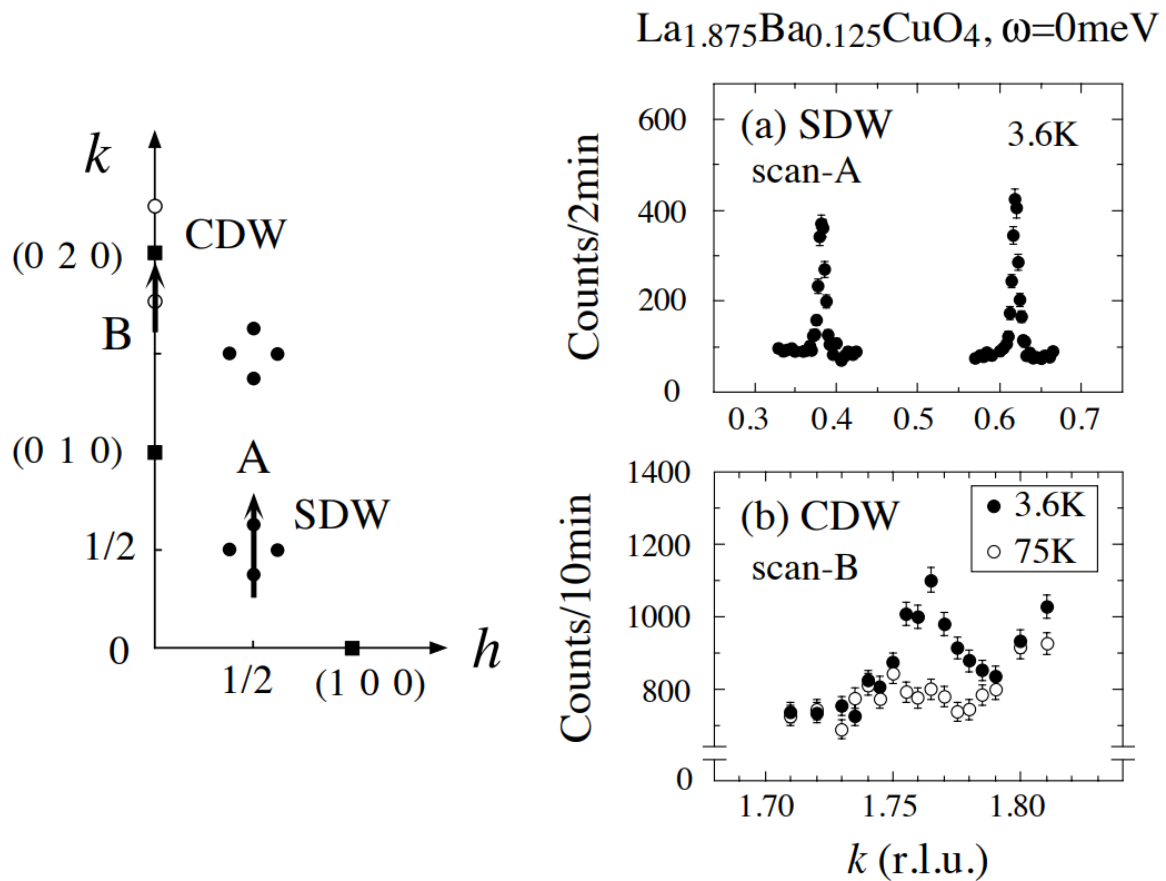 La1.875Ba0.125CuO4, ω=0meV
k
CDW
(0 2 0)
B
(0 1 0)
A
SDW
1/2
0
1/2
(1 0 0)
h
(a) SDW
scan-A
3.6K
Counts/2min
600
400
200
0
0.3 0.4 0.5 0.6 0.7
(b) CDW
scan-B
3.6K
75K
Counts/10min
1400
1200
1000
800
0
1.70 1.75 1.80
k (r.l.u.)